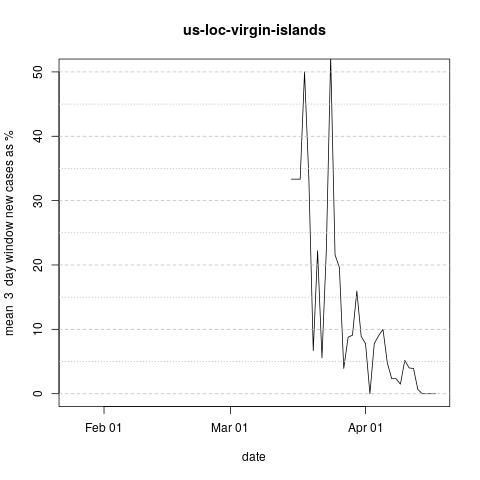 us-loc-virgin-islands
mean  3  day window new cases as %
50
40
30
20
10
0
Feb 01
Mar 01
Apr 01
date